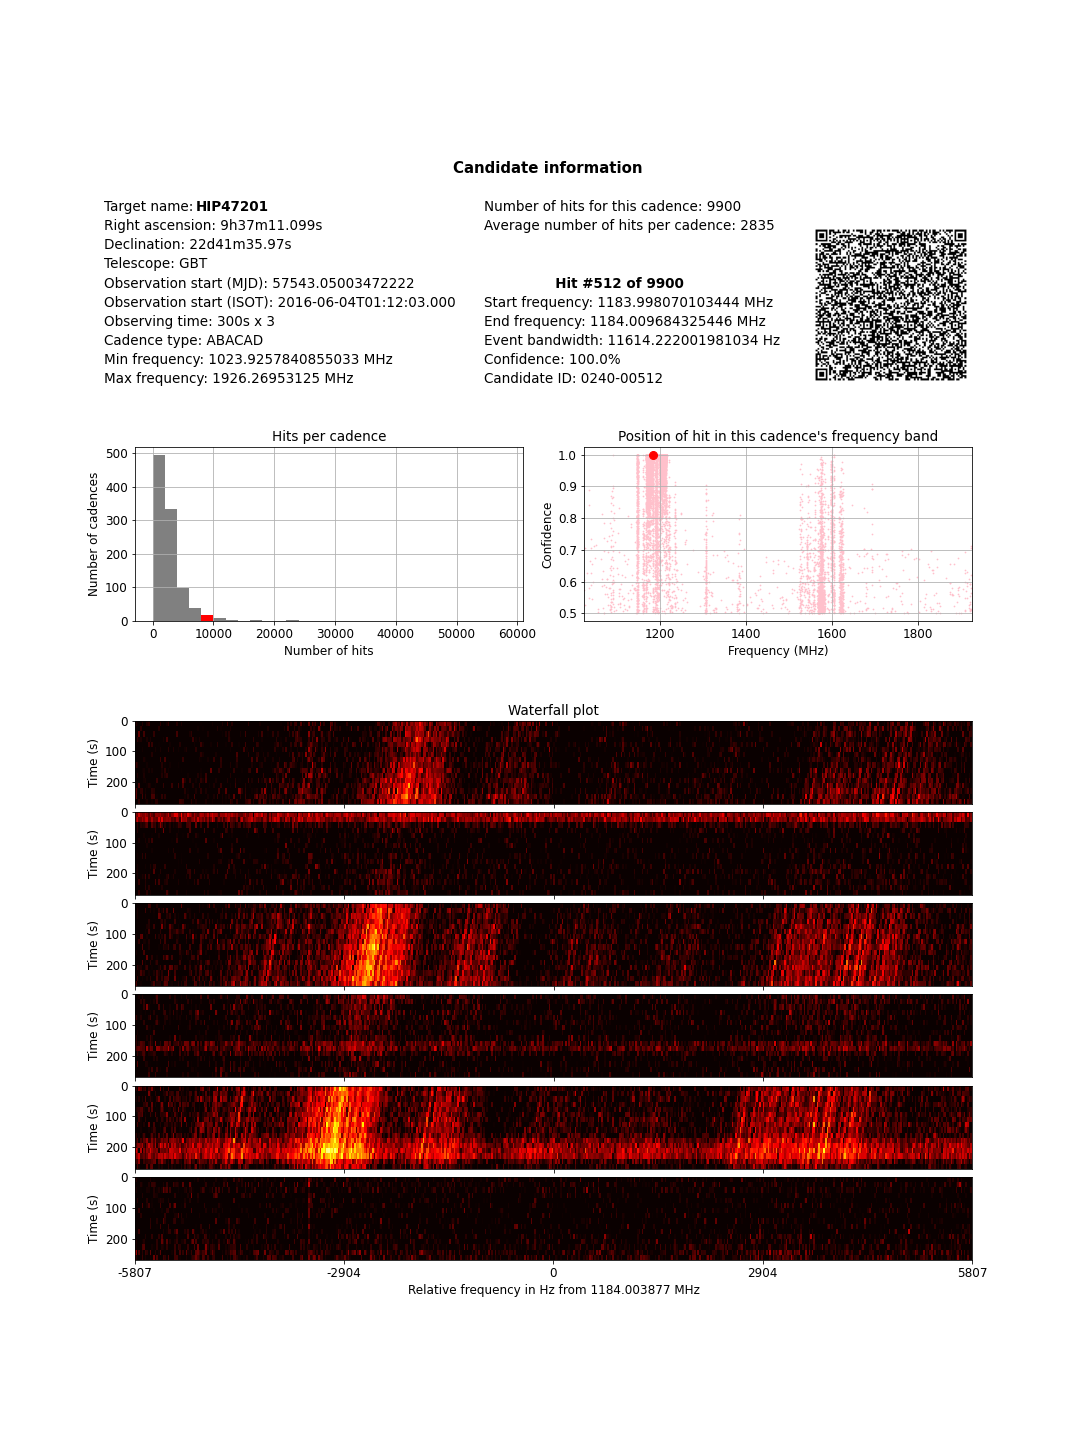 Candidate information
Target name: HIP47201
Right ascension: 9h37m11.099s
Declination: 22d41m35.97s
Telescope: GBT
Observation start (MJD): 57543.05003472222
Observation start (ISOT): 2016-06-04T01:12:03.000
Observing time: 300s x 3
Cadence type: ABACAD
Min frequency: 1023.9257840855033 MHz
Max frequency: 1926.26953125 MHz
Number of hits for this cadence: 9900
Average number of hits per cadence: 2835
Hit #512 of 9900
Start frequency: 1183.998070103444 MHz
End frequency: 1184.009684325446 MHz
Event bandwidth: 11614.222001981034 Hz
Confidence: 100.0%
Candidate ID: 0240-00512
Hits per cadence
500
400
300
200
100
0
Number of cadences
0 10000 20000 30000 40000 50000 60000
Number of hits
Position of hit in this cadence's frequency band
1.0
0.9
0.8
0.7
0.6
0.5
Confidence
1200 1400 1600 1800
Frequency (MHz)
Waterfall plot
0
100
200
Time (s)
0
100
200
Time (s)
0
100
200
Time (s)
0
100
200
Time (s)
0
100
200
Time (s)
0
100
200
Time (s)
-5807 -2904 0 2904 5807
Relative frequency in Hz from 1184.003877 MHz